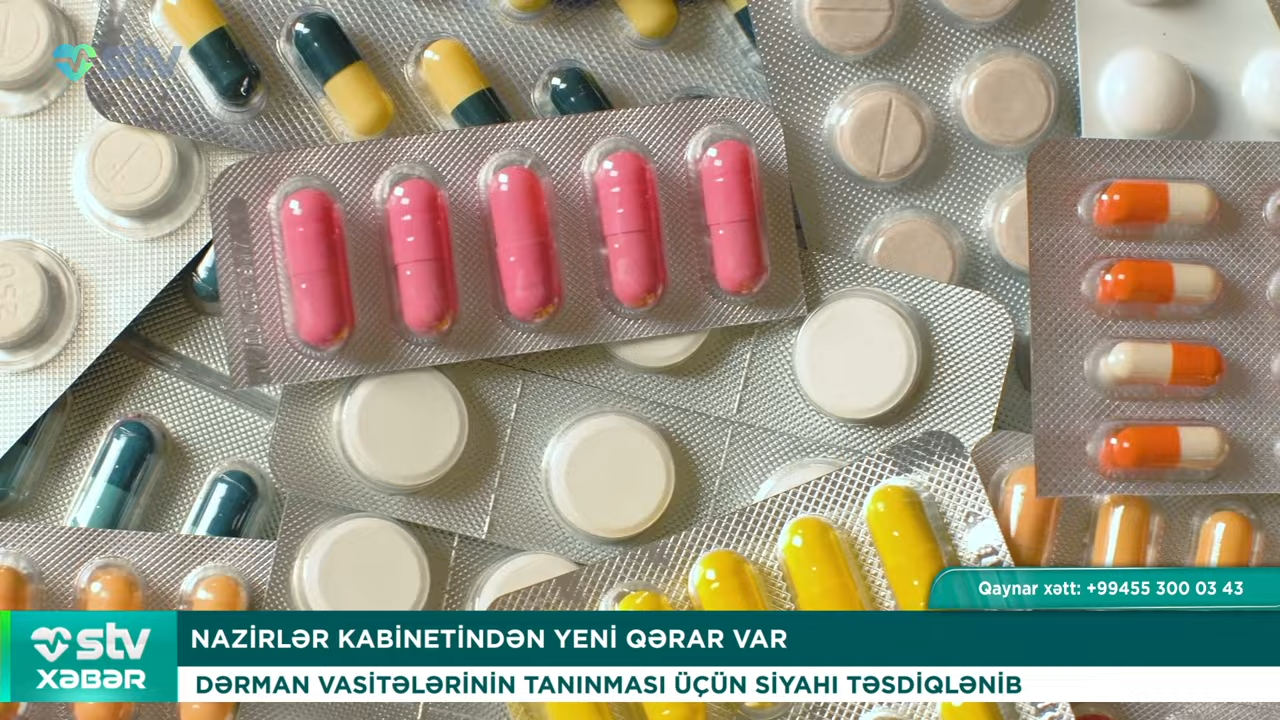 stv
250
Qaynar xətt: +99455 300 03 43
stv
XƏBƏR
NAZİRLƏR KABİNETİNDƏN YENİ QƏRAR VAR
DƏRMAN VASİTƏLƏRİNİN TANINMASI ÜÇÜN SİYAHI TƏSDİQLƏNİB